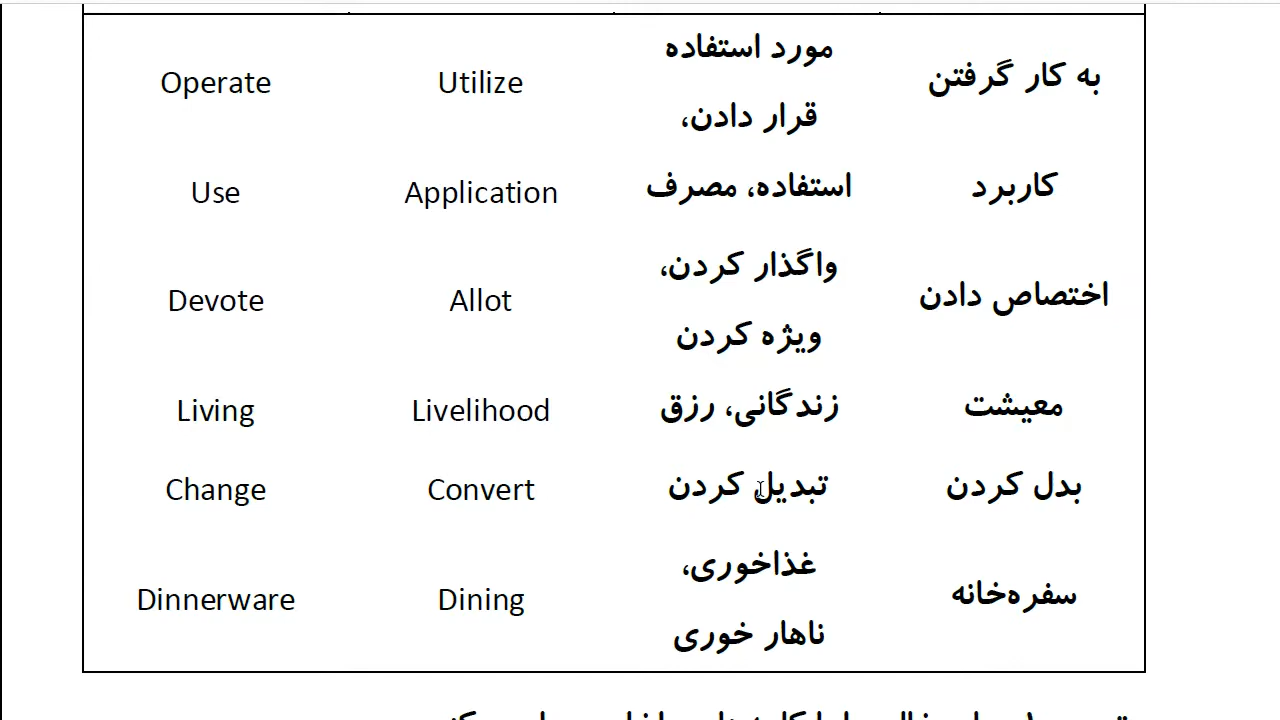 به کار گرفتن
مورد استفاده
قرار دادن،
Utilize
Operate
کاربرد
استفاده، مصرف
Application
Use
اختصاص دادن
واگذار کردن،
ویژه کردن
Allot
Devote
معیشت
زندگانی، رزق
Livelihood
Living
بدل کردن
تبدیل کردن
Convert
Change
سفره‌خانه
غذاخوری،
ناهار خوری
Dining
Dinnerware